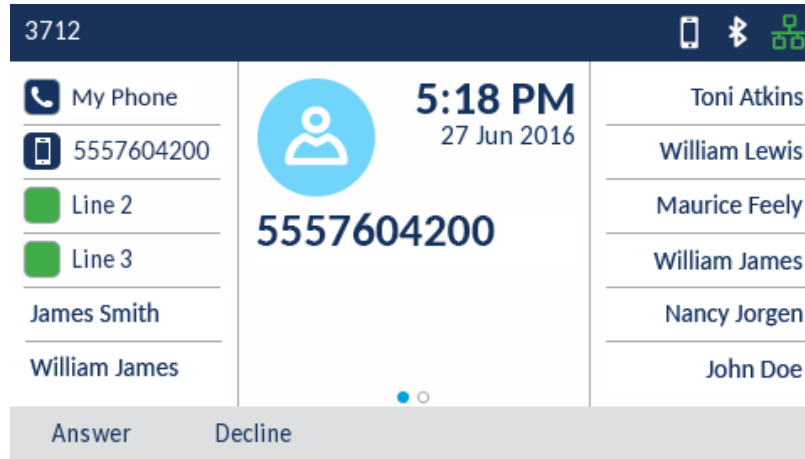 3712
My Phone
5557604200
Line 2
Line 3
James Smith
William James
5:18 PM
27 Jun 2016
5557604200
Toni Atkins
William Lewis
Maurice Feely
William James
Nancy Jorgen
John Doe
Answer Decline